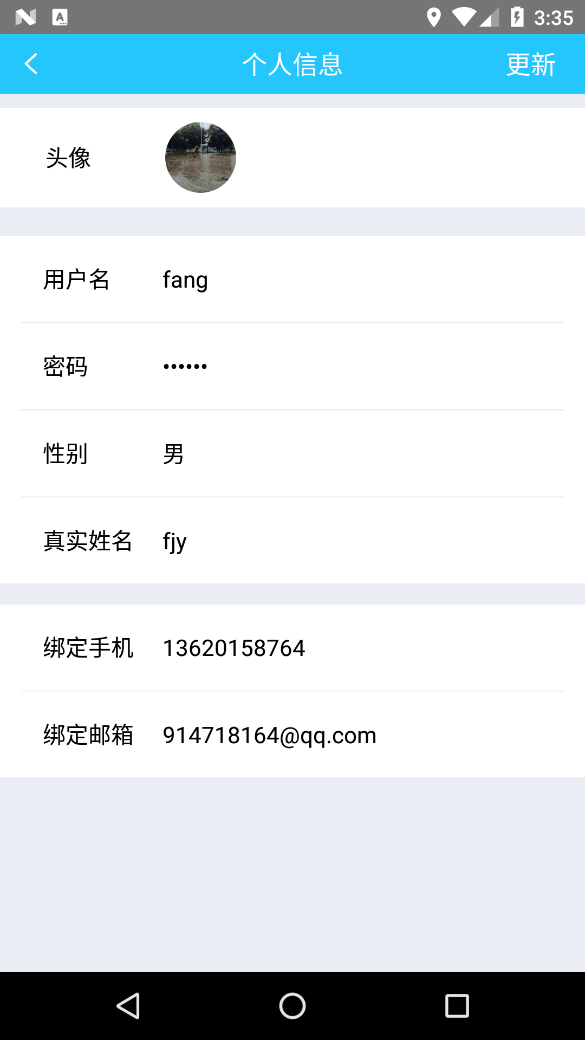 3:35
个人信息 更新
头像
用户名 fang
密码 ••••••
性别 男
真实姓名 fjy
绑定手机 13620158764
绑定邮箱 914718164@qq.com